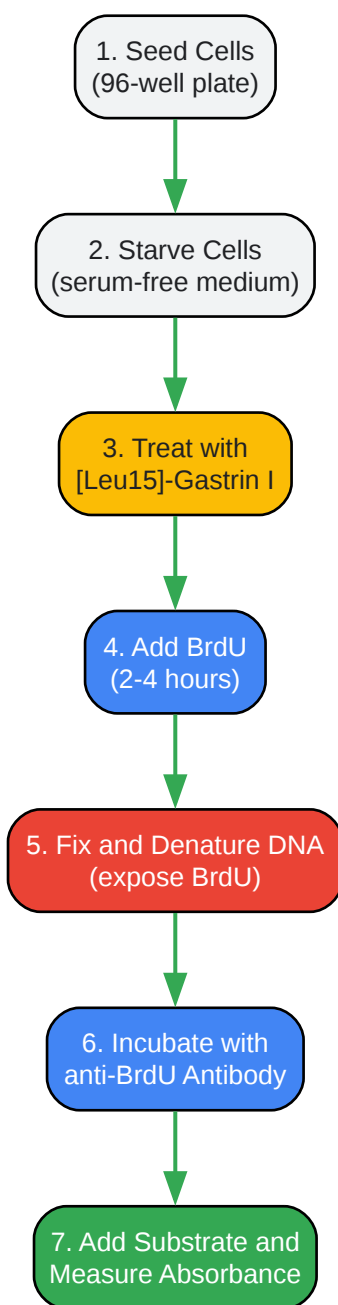 1. Seed Cells
(96-well plate)
2. Starve Cells
(serum-free medium)
3. Treat with
[Leu15]-Gastrin I
4. Add BrdU
(2-4 hours)
5. Fix and Denature DNA
(expose BrdU)
6. Incubate with
anti-BrdU Antibody
7. Add Substrate and
Measure Absorbance